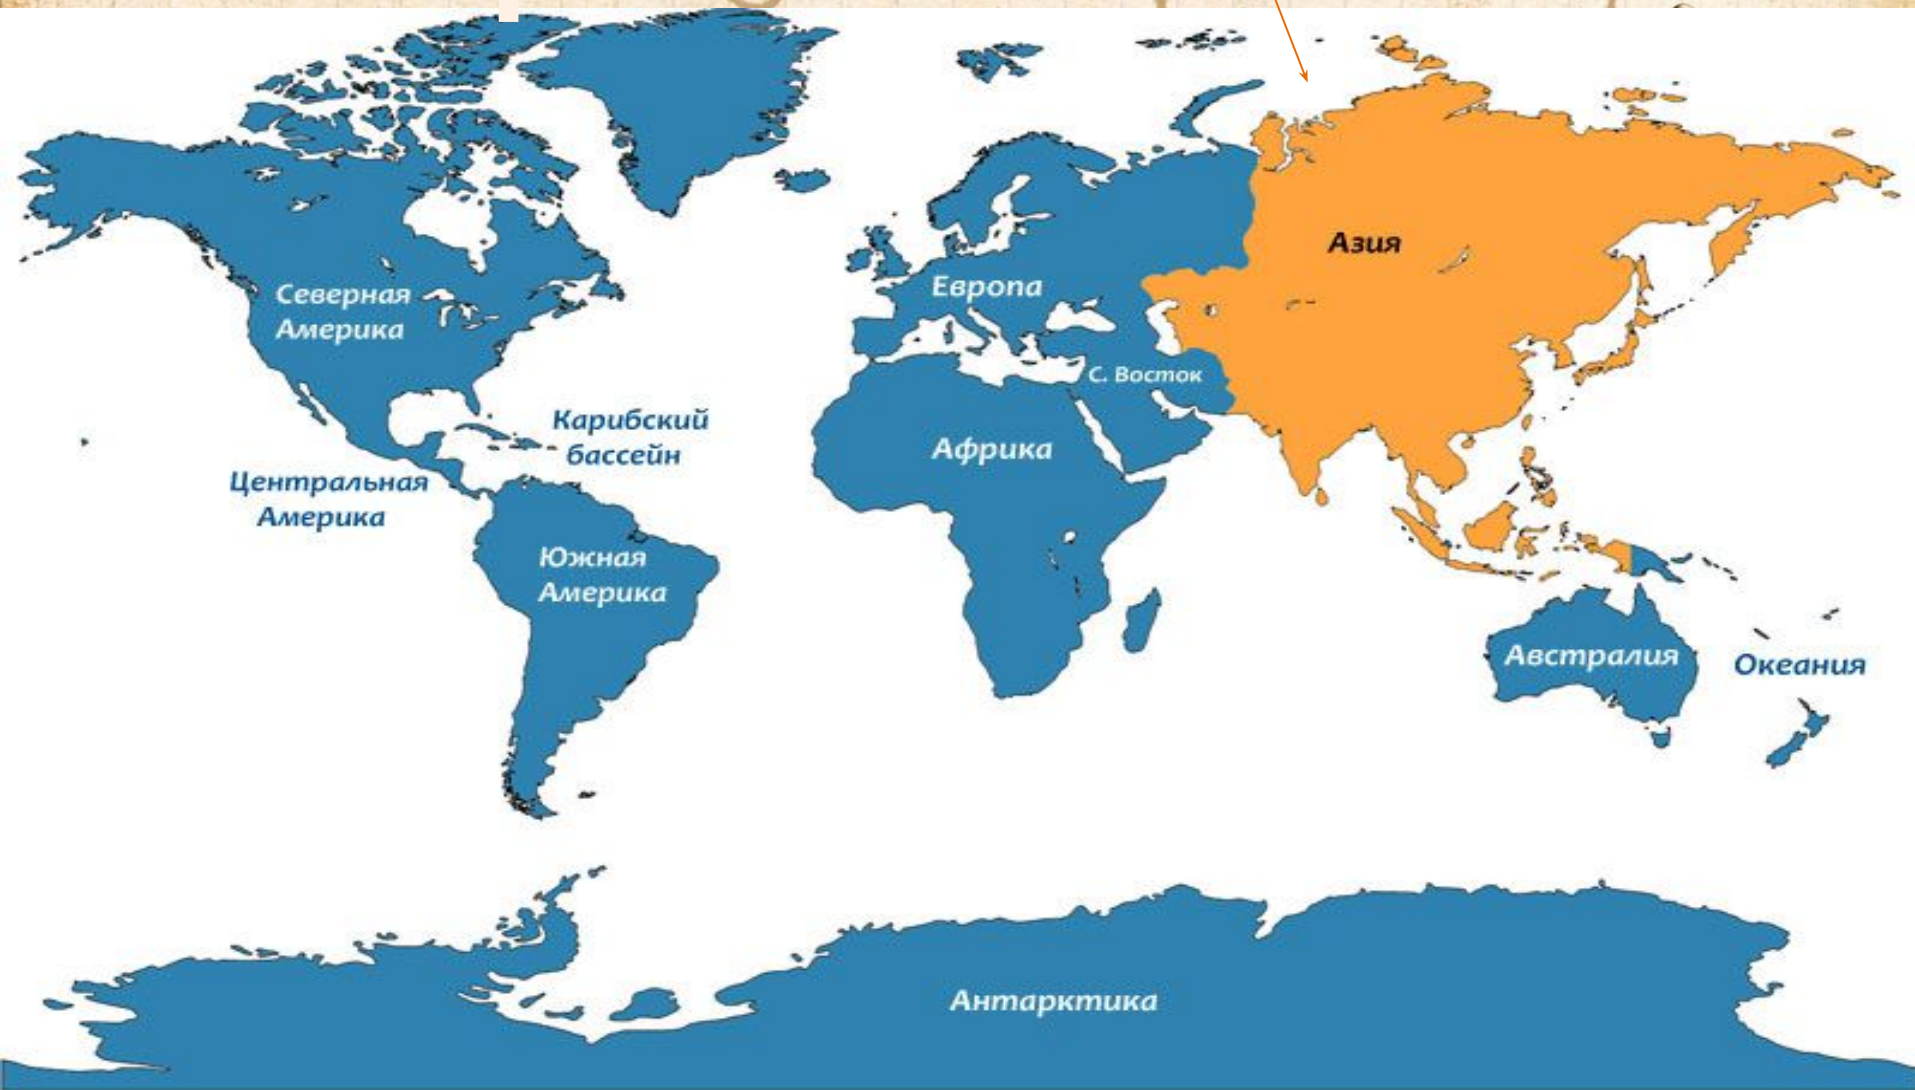 Азия
Европа
Северная
Америка
С. Восток
Карибский
бассейн
Африка
Центральная
Америка
Южная
Америка
Австралия
Океания
Антарктика